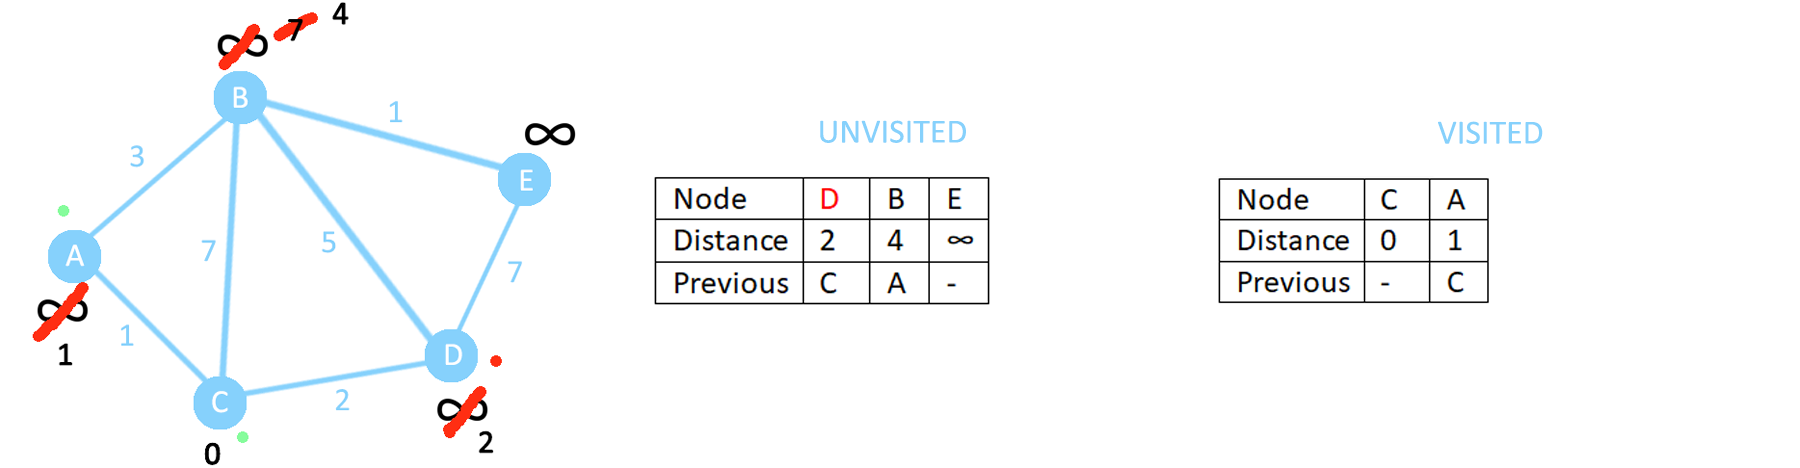 ∞ 7 4
B
1
∞
3
E
A
7
5
7
∞
1
1
D
C
2
∞
2
0
UNVISITED
Node D B E
Distance 2 4 ∞
Previous C A -
VISITED
Node C A
Distance 0 1
Previous - C